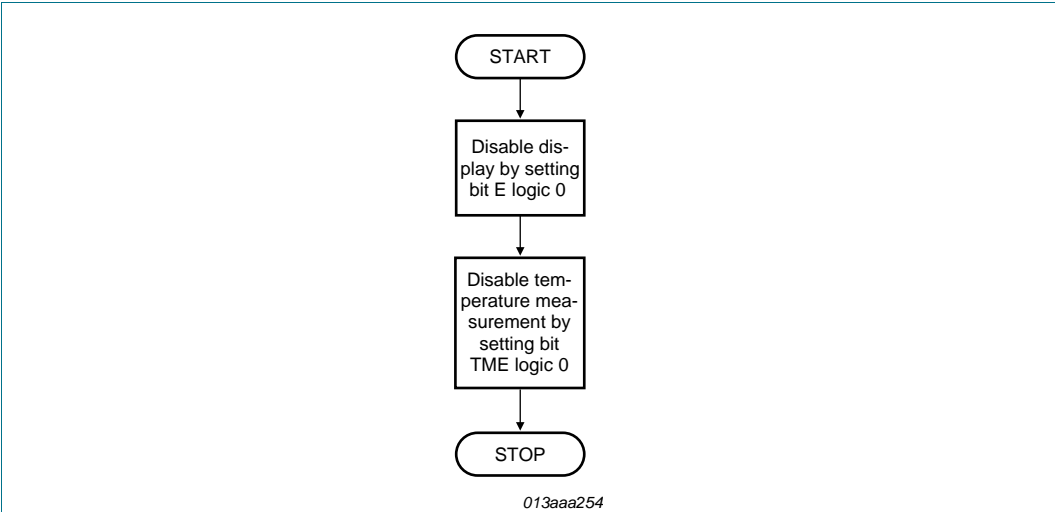 START
Disable dis-
play by setting
bit E logic 0
Disable tem-
perature mea-
surement by
setting bit
TME logic 0
STOP
013aaa254